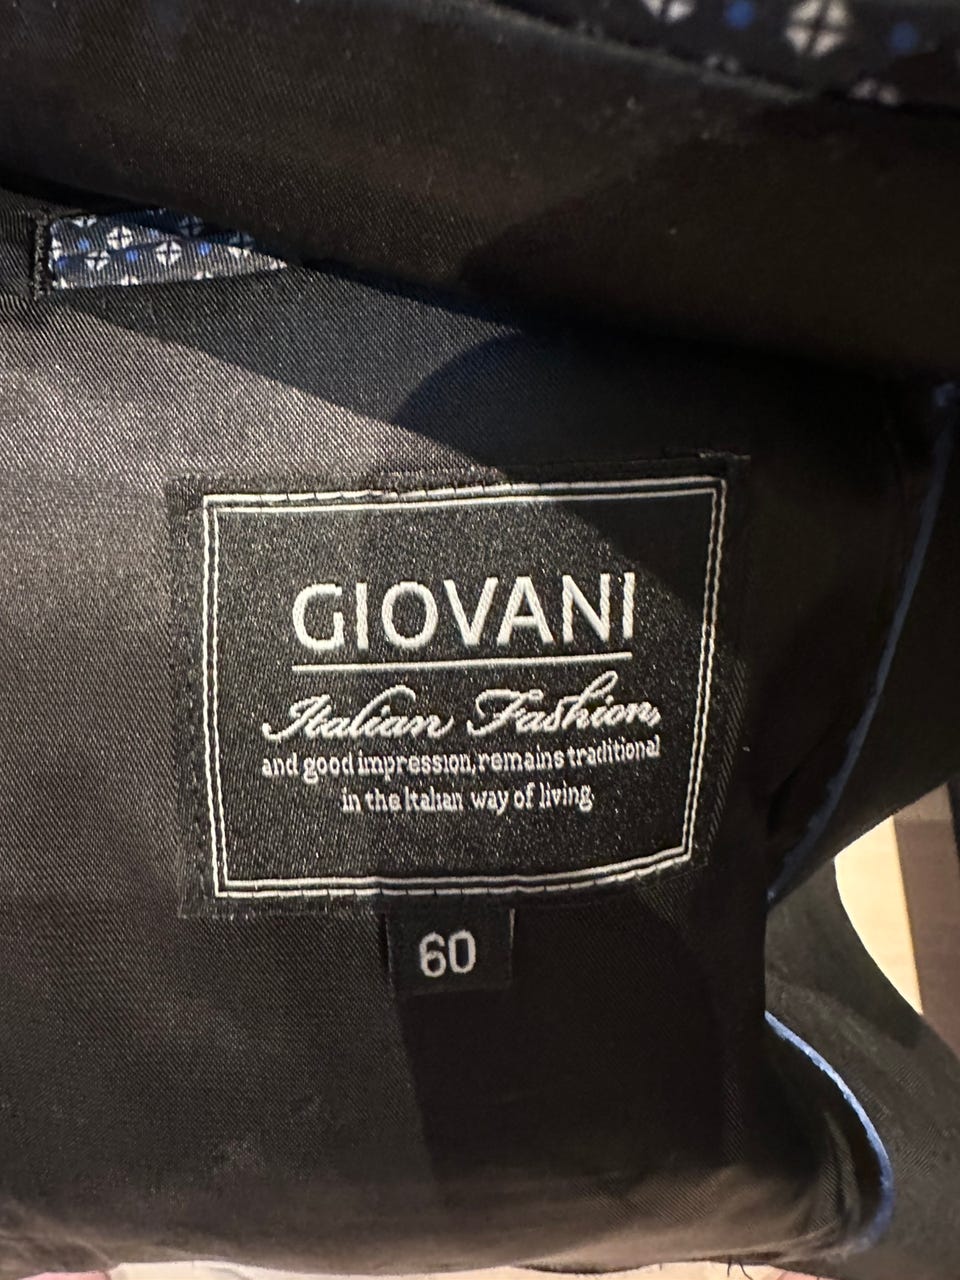 GIOVANI
Italian Fashion,
and good impression,remains traditional
in the Italian way of living
60